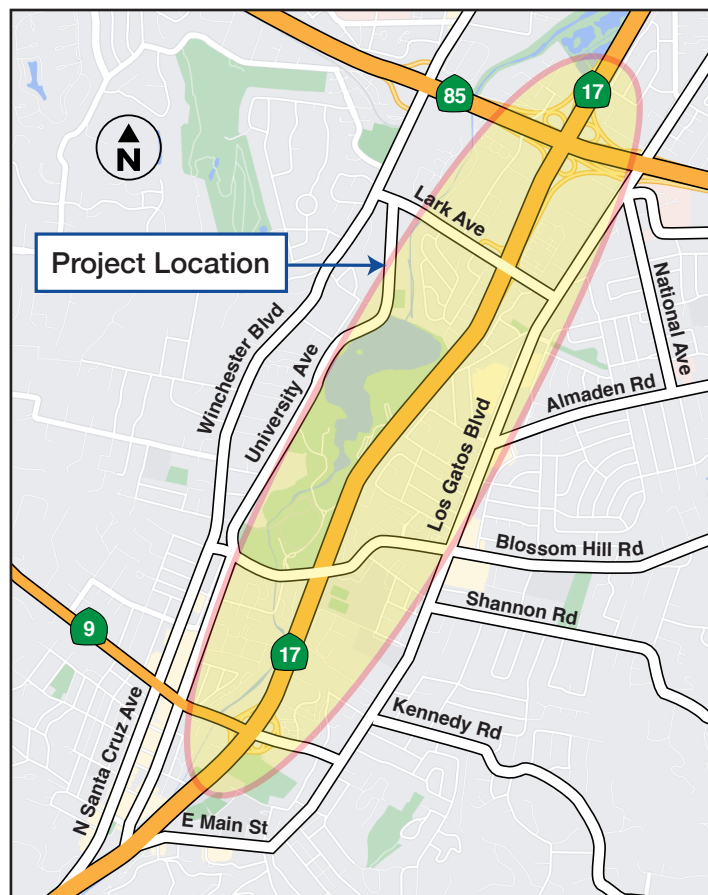 17
85
N
Lark Ave
Project Location
National Ave
Winchester Blvd
University Ave
Almaden Rd
Los Gatos Blvd
Blossom Hill Rd
Shannon Rd
9
17
N Santa Cruz Ave
Kennedy Rd
E Main St